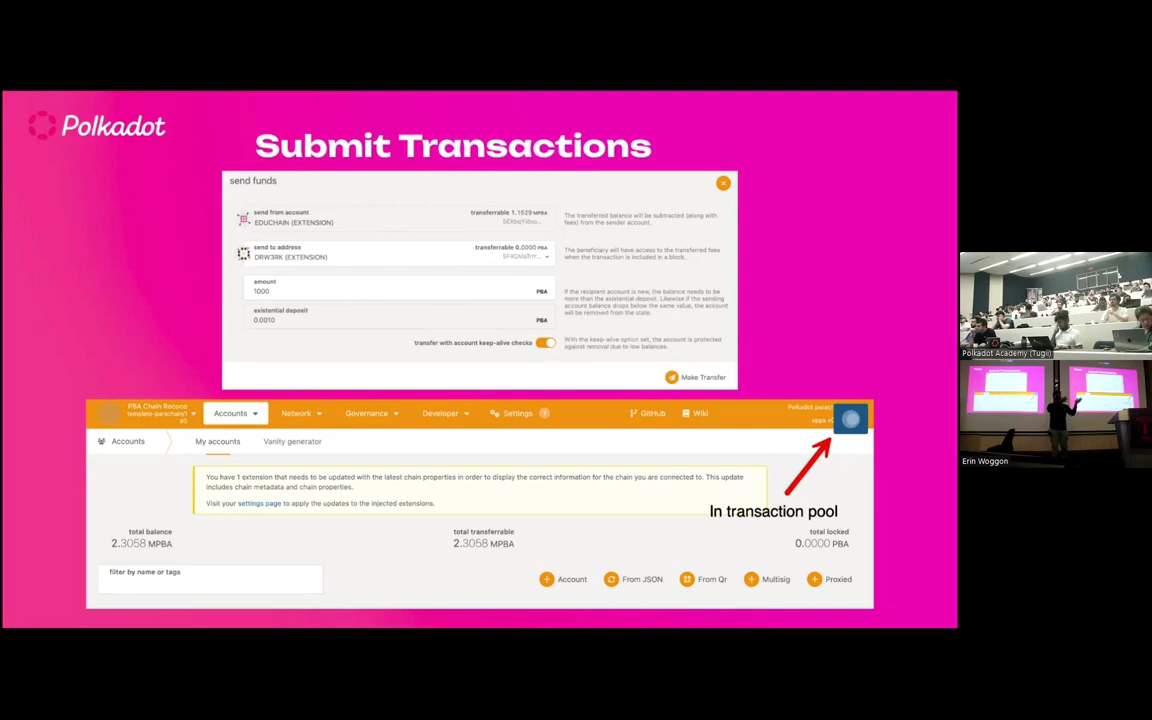 Polkadot
Submit Transactions
send funds
send from account
EDUCHAIN (EXTENSION)
transferrable 1.1529 MPBA
The transferred balance will be subtracted (along with
fees) from the sender account.
send to address
DRW3RK (EXTENSION)
transferrable 0.0000 PBA
The beneficiary will have access to the transferred fees
when the transaction is included in a block.
amount
1000
PBA
If the recipient account is new, the balance needs to be
more than the existential deposit. Likewise if the sending
account balance drops below the same value, the account
will be removed from the state.
existential deposit
0.0010
PBA
transfer with account keep-alive checks
With the keep-alive option set, the account is protected
against removal due to low balances.
Make Transfer
PBA Chain Rococo
template-parachain/1
Accounts
Network
Governance
Developer
Settings
1
GitHub
Wiki
Polkadot parac
apps v0
Accounts
My accounts
Vanity generator
You have 1 extension that needs to be updated with the latest chain properties in order to display the correct information for the chain you are connected to. This update
includes chain metadata and chain properties.
Visit your settings page to apply the updates to the injected extensions.
In transaction pool
total balance
2.3058 MPBA
total transferrable
2.3058 MPBA
total locked
0.0000 PBA
filter by name or tags
Account
From JSON
From Qr
Multisig
Proxied
Polkadot Academy (Tugii)
Erin Woggon